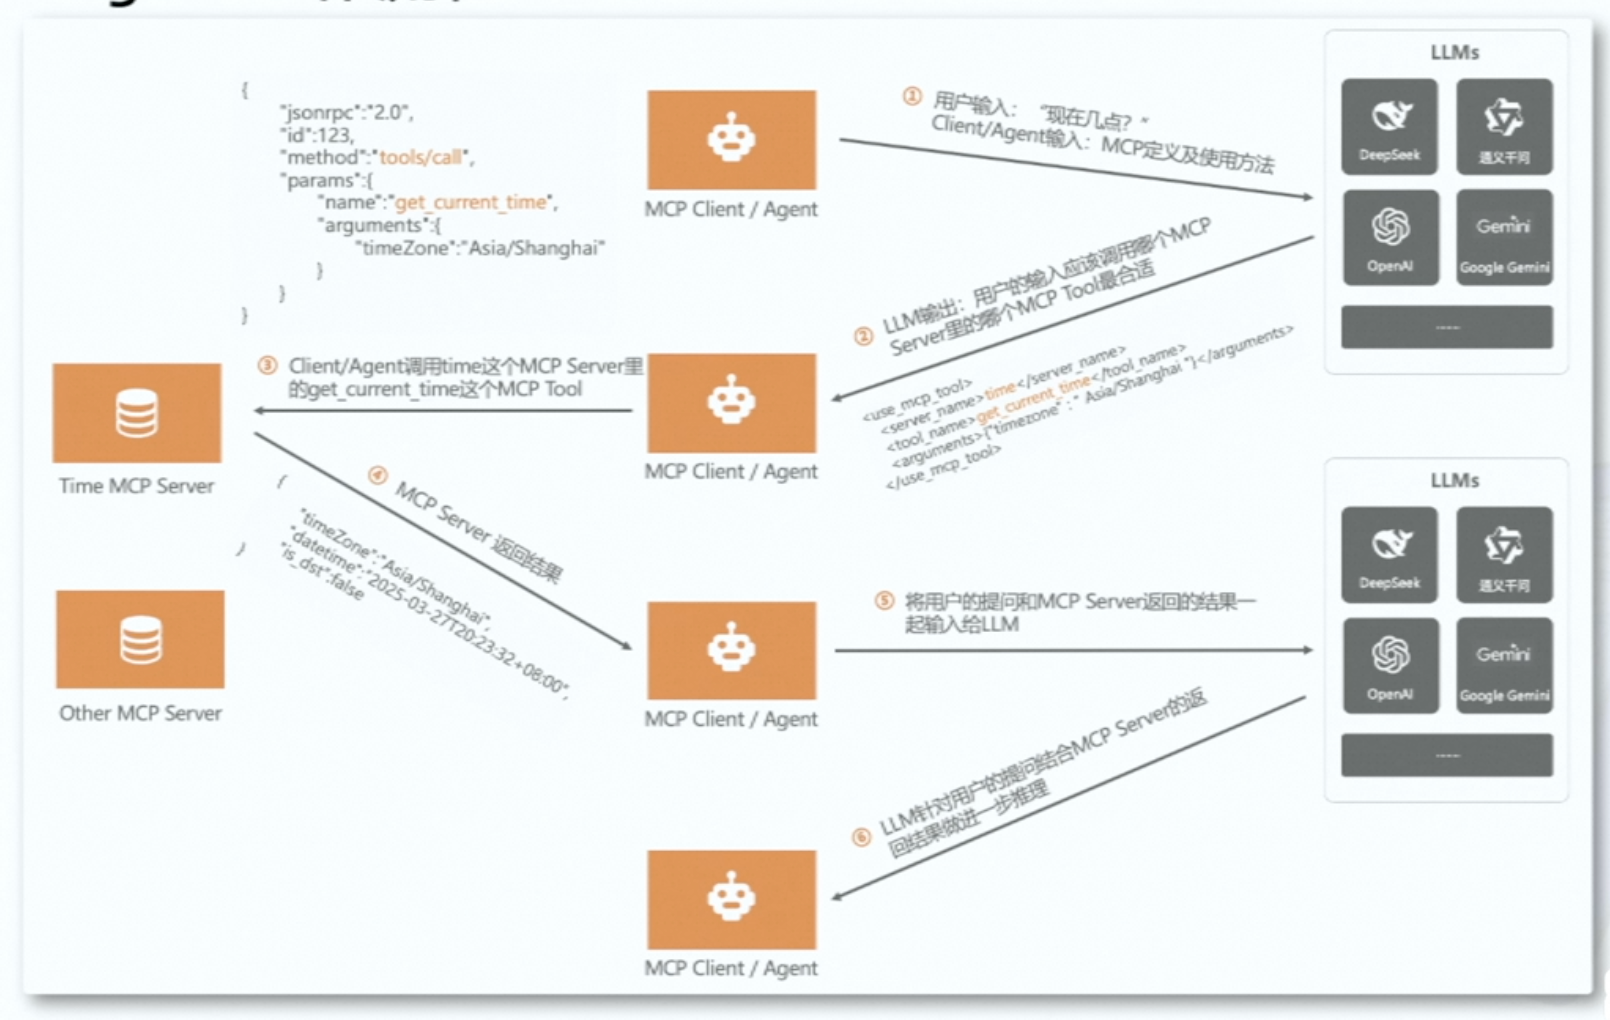 {
"jsonrpc":"2.0",
"id":123,
"method":"tools/call",
"params":{
"name":"get_current_time",
"arguments":{
"timeZone":"Asia/Shanghai"
}
}
}
MCP Client / Agent
① 用户输入：“现在几点？”
Client/Agent输入：MCP定义及使用方法
LLMs
DeepSeek
通义千问
OpenAI
Gemini
Google Gemini
......
② LLM输出：用户的输入应该调用哪个MCP
Server里的哪个MCP Tool最合适
<use_mcp_tool>
<server_name>time</server_name>
<tool_name>get_current_time</tool_name>
<arguments>{"timezone" : " Asia/Shanghai "}</arguments>
</use_mcp_tool>
MCP Client / Agent
③ Client/Agent调用time这个MCP Server里
的get_current_time这个MCP Tool
Time MCP Server
④ MCP Server 返回结果
{
"timeZone":"Asia/Shanghai",
"datetime":"2025-03-27T20:23:32+08:00",
"is_dst":false
}
Other MCP Server
MCP Client / Agent
⑤ 将用户的提问和MCP Server返回的结果一
起输入给LLM
LLMs
DeepSeek
通义千问
OpenAI
Gemini
Google Gemini
......
⑥ LLM针对用户的提问结合MCP Server的返
回结果做进一步推理
MCP Client / Agent